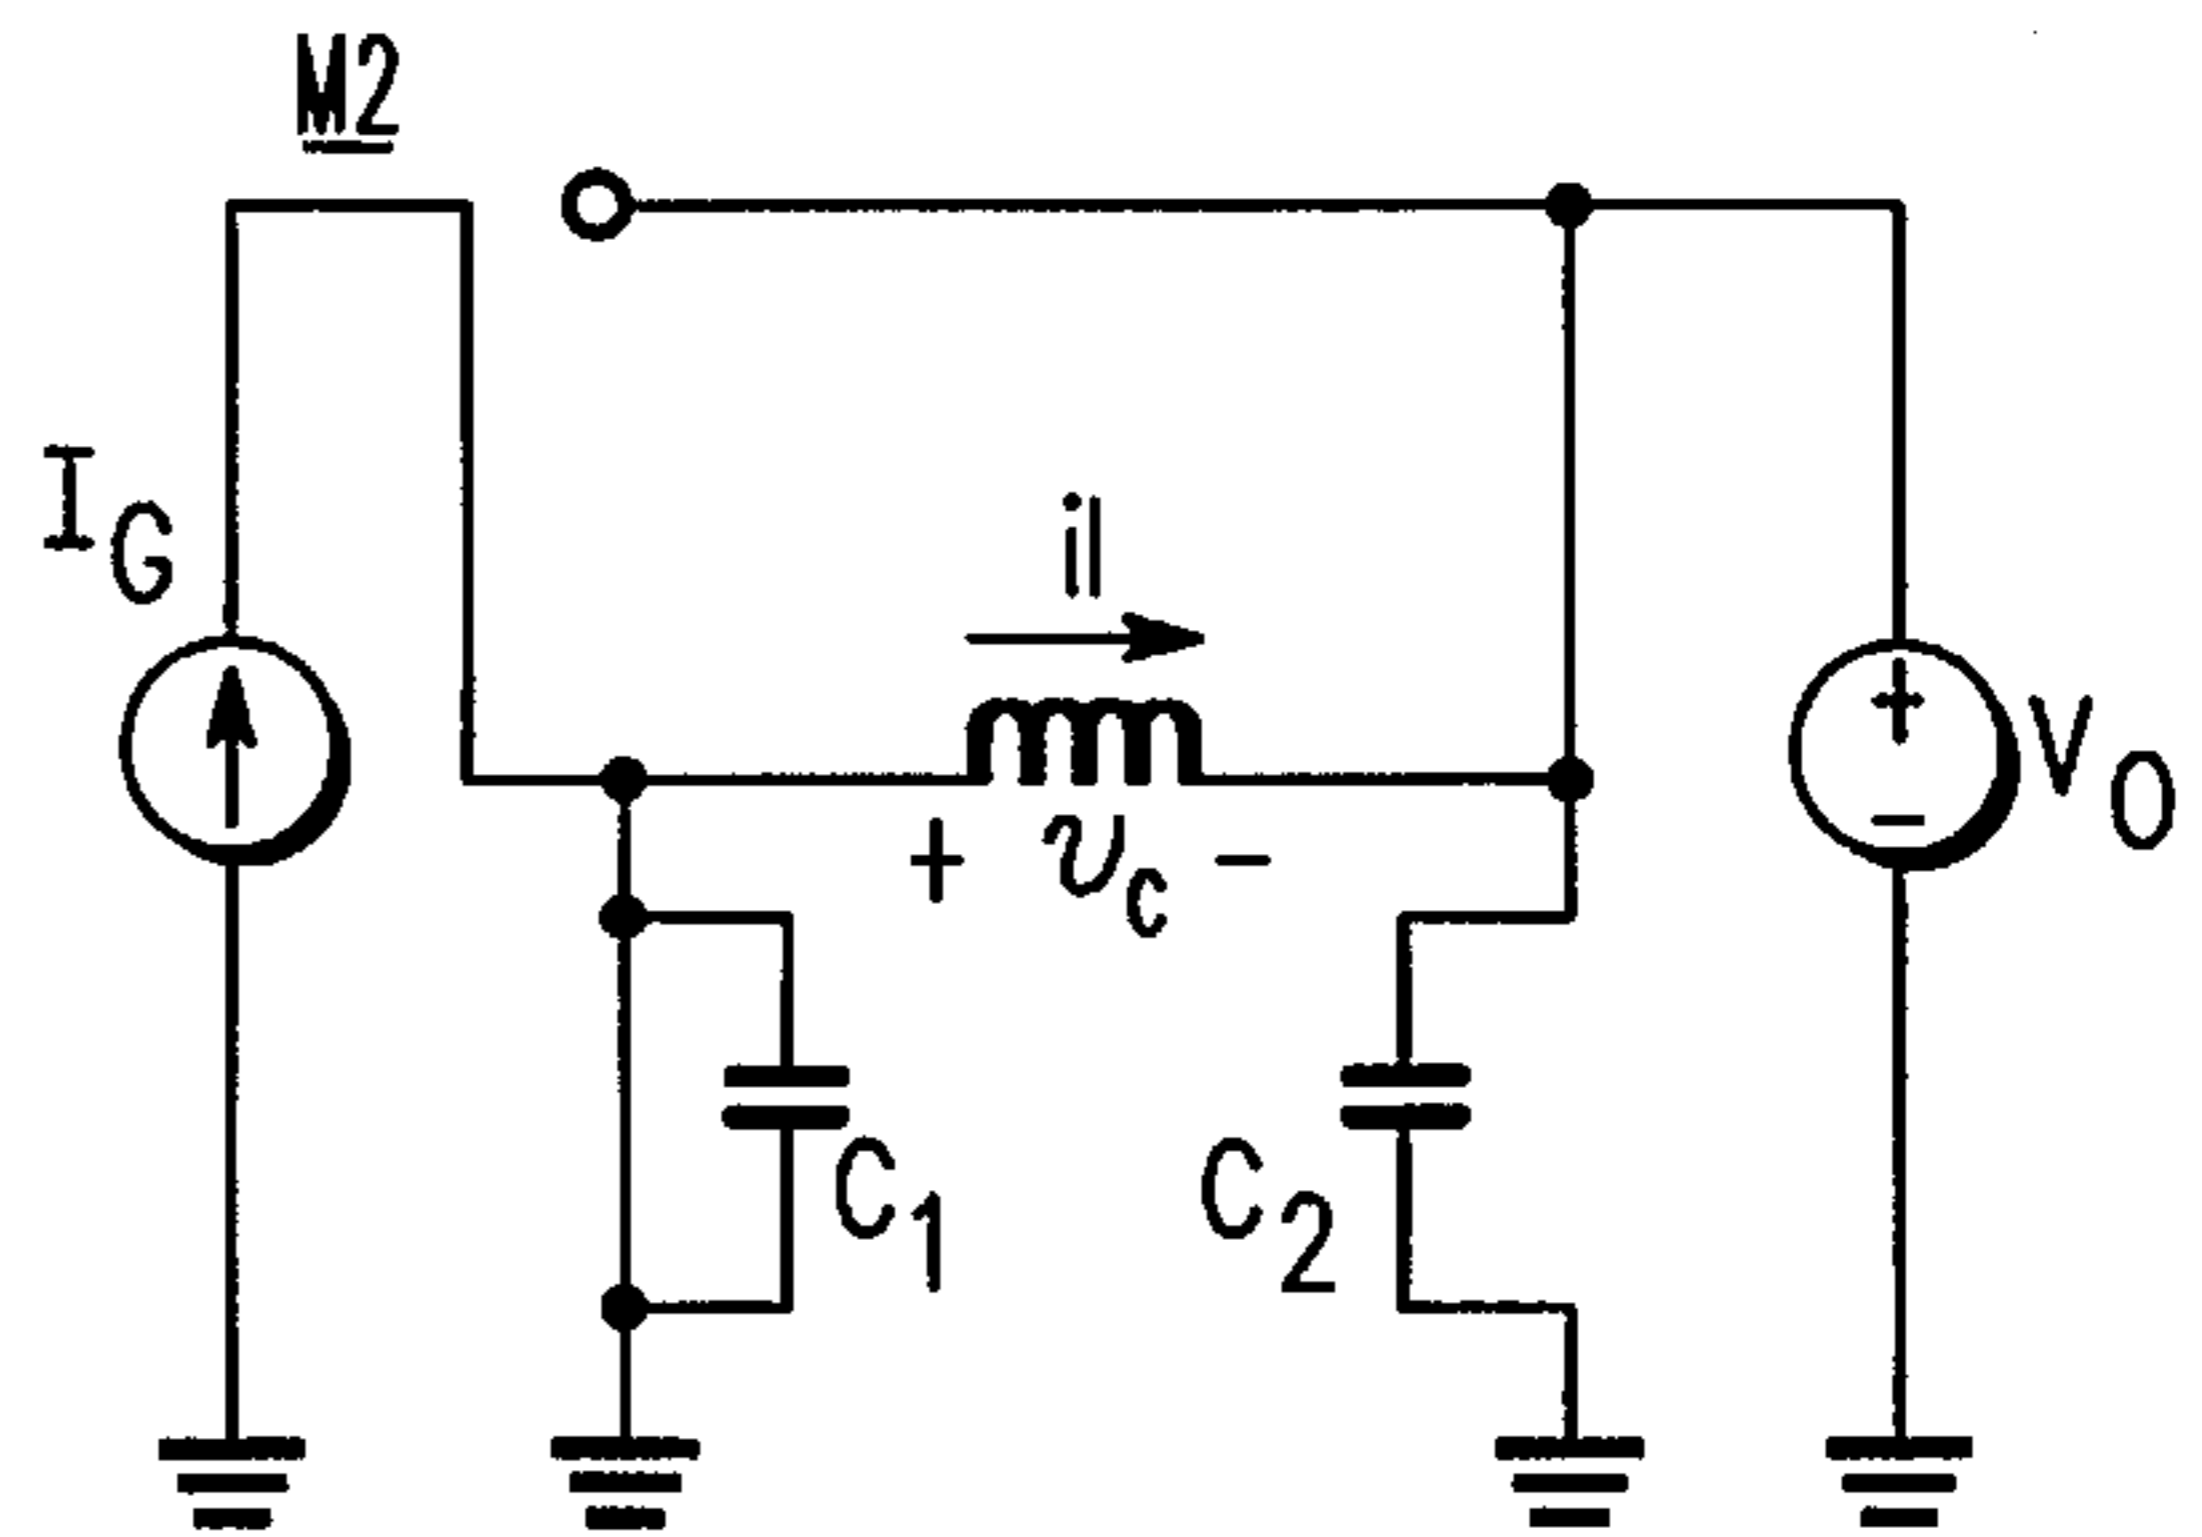 M2
I_G
il
+ v_c -
+
-
V_O
C_1
C_2